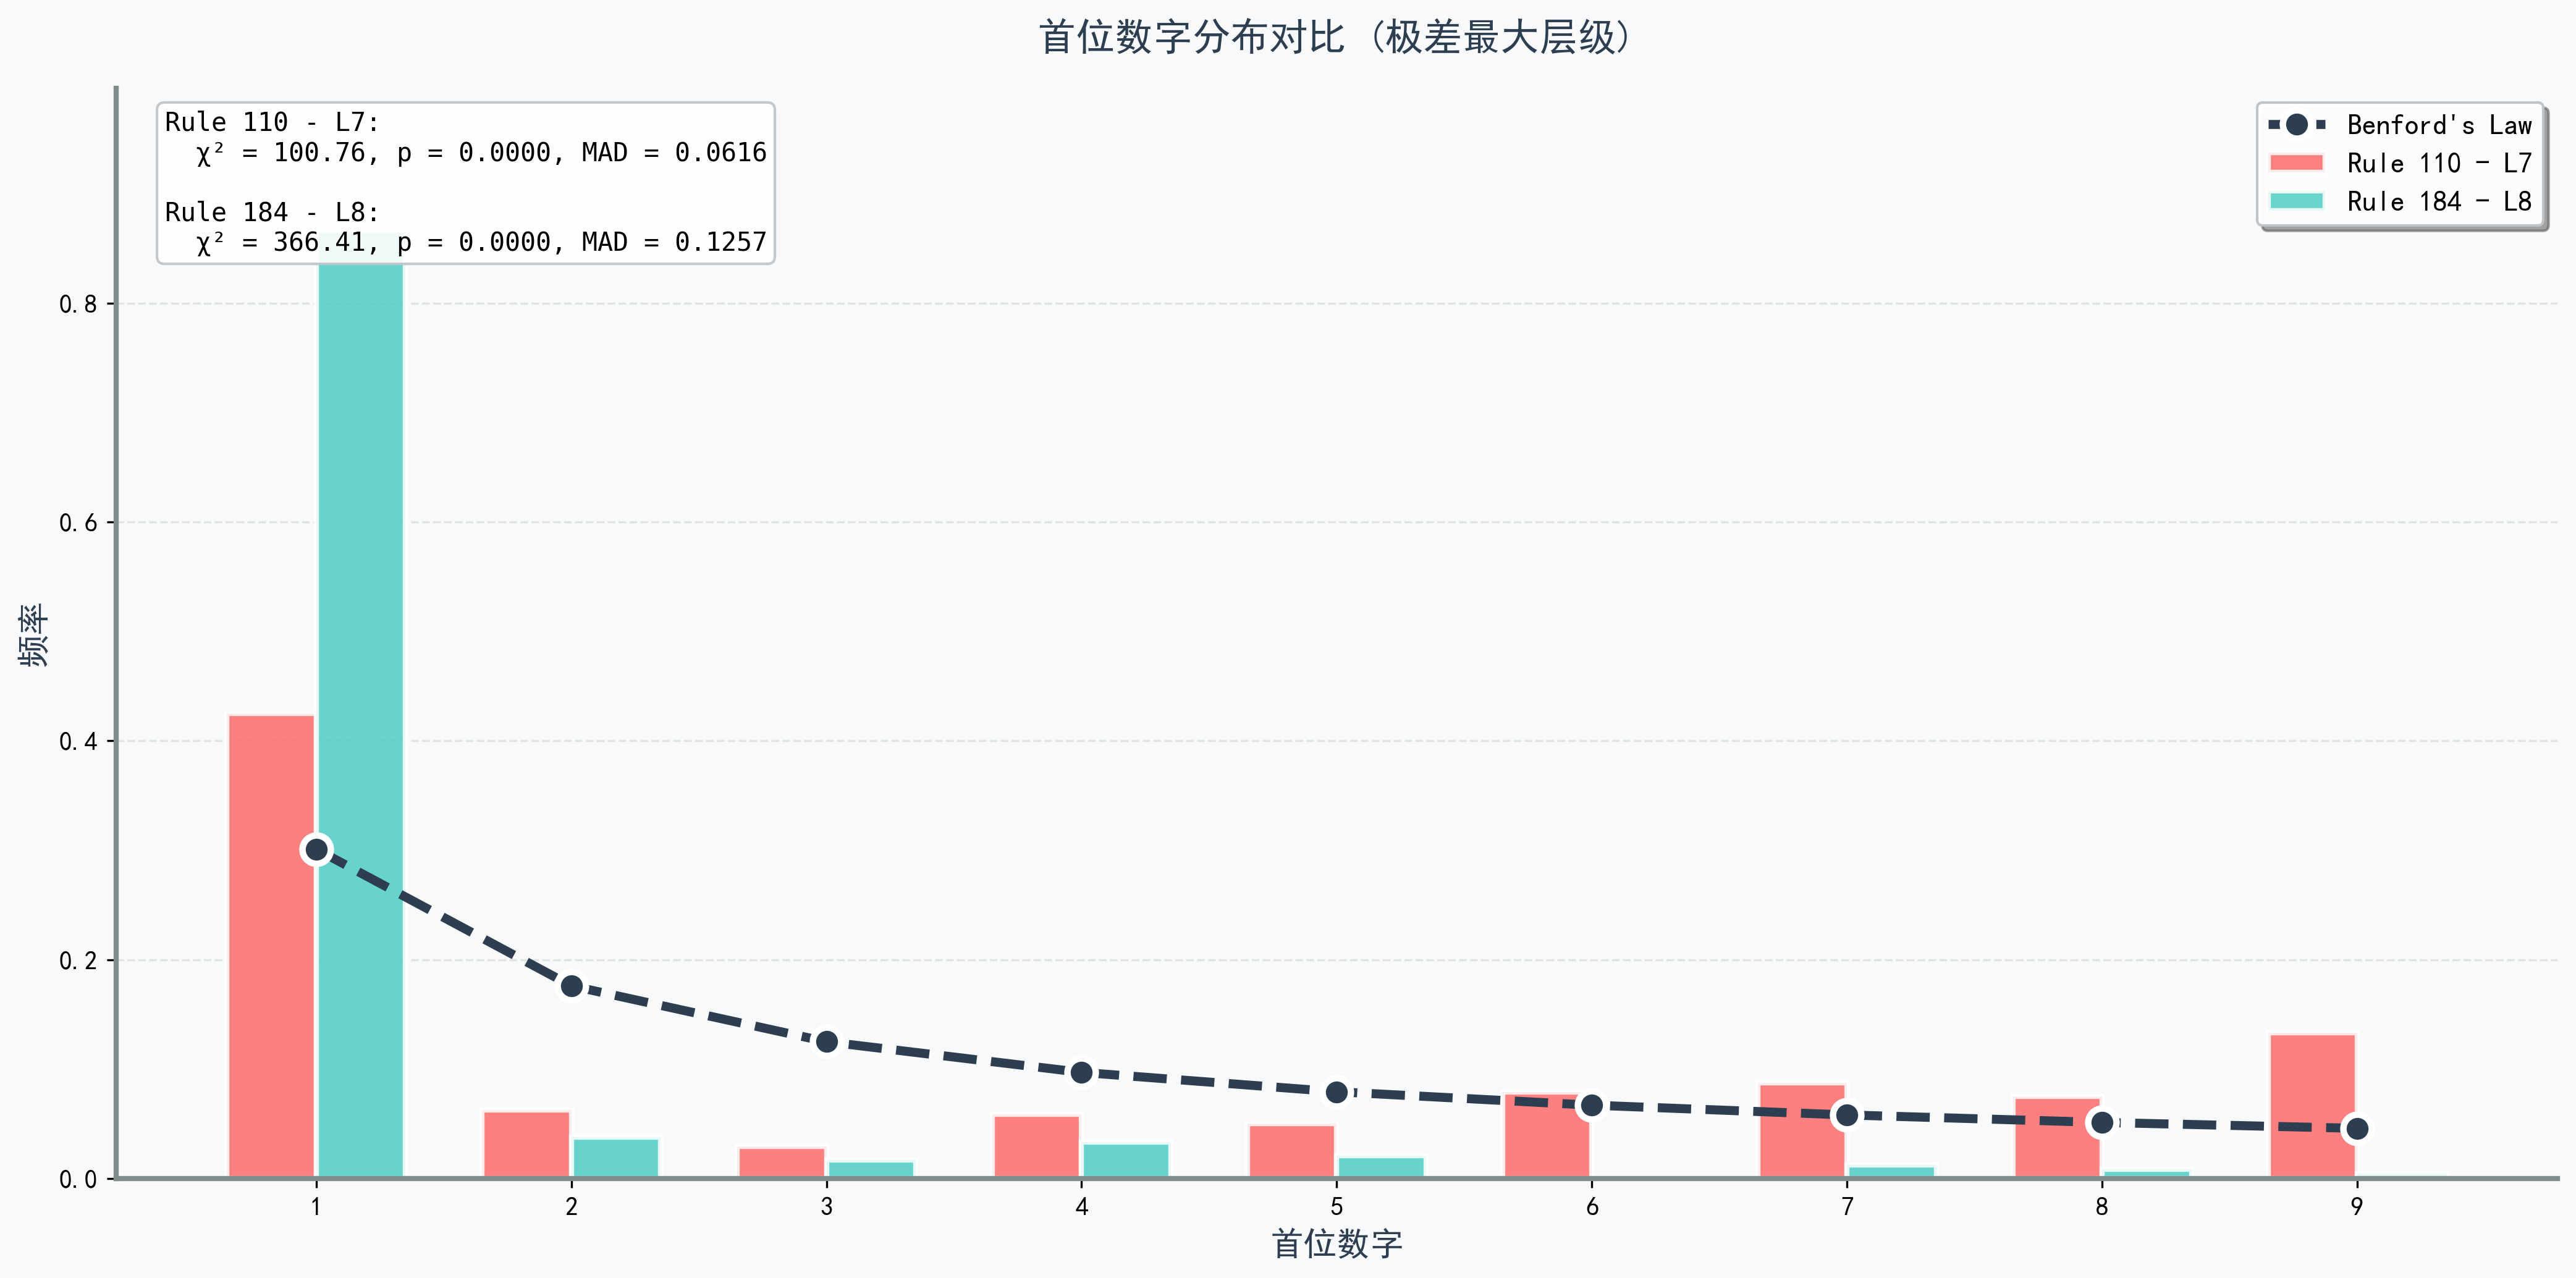 首位数字分布对比 (极差最大层级)
Rule 110 - L7:
χ² = 100.76, p = 0.0000, MAD = 0.0616
Rule 184 - L8:
χ² = 366.41, p = 0.0000, MAD = 0.1257
Benford's Law
Rule 110 - L7
Rule 184 - L8
频率
0.8
0.6
0.4
0.2
0.0
1 2 3 4 5 6 7 8 9
首位数字